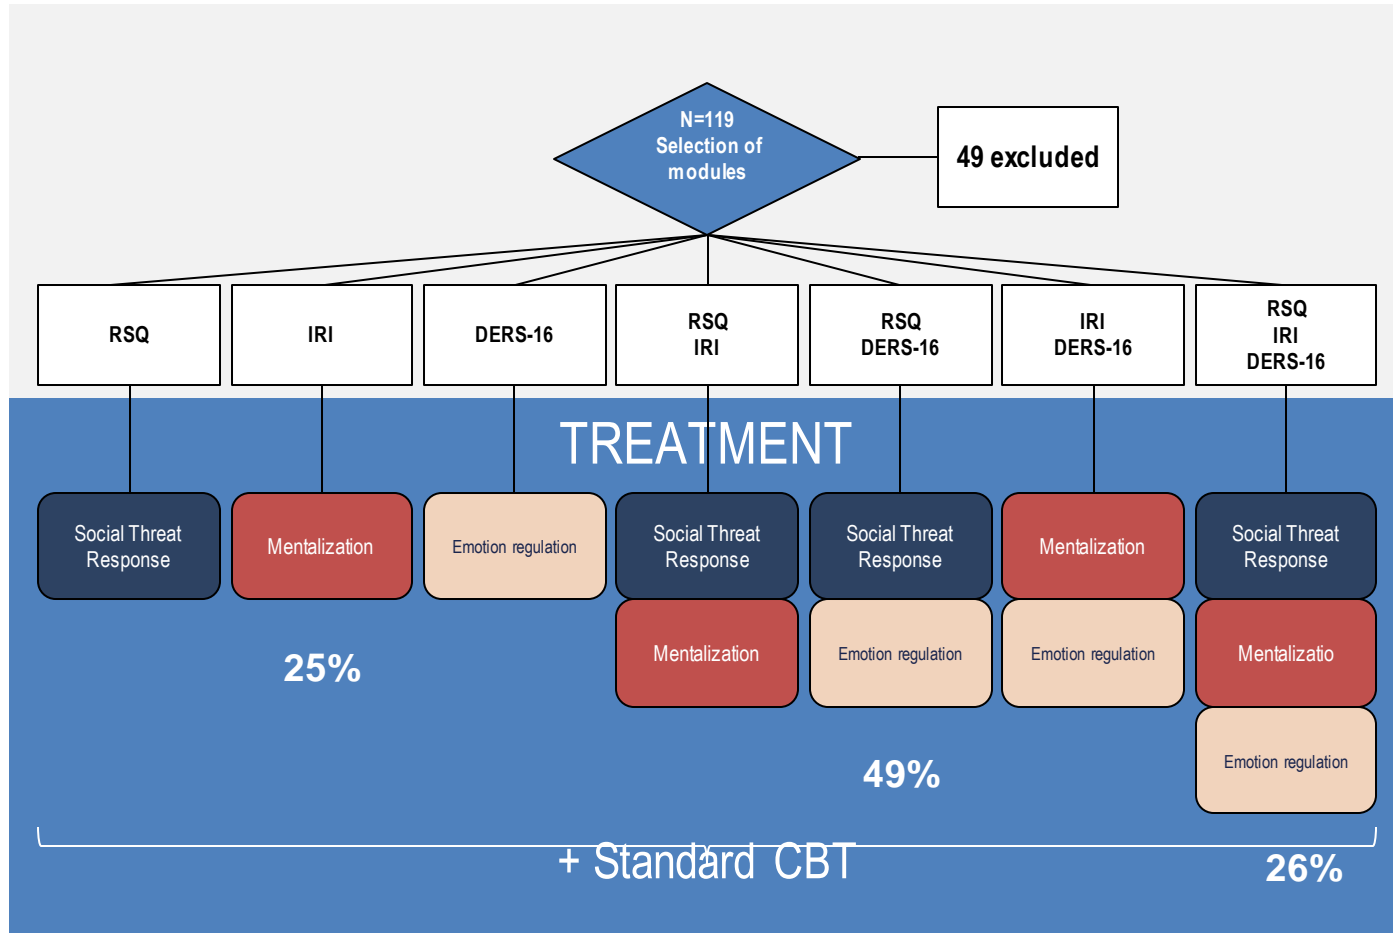 N=119
Selection of
modules
49 excluded
RSQ
IRI
DERS-16
RSQ
IRI
RSQ
DERS-16
IRI
DERS-16
RSQ
IRI
DERS-16
TREATMENT
Social Threat
Response
Mentalization
Emotion regulation
Social Threat
Response
Mentalization
Social Threat
Response
Emotion regulation
Mentalization
Emotion regulation
Social Threat
Response
Mentalizatio
Emotion regulation
25%
49%
+ Standard CBT
26%